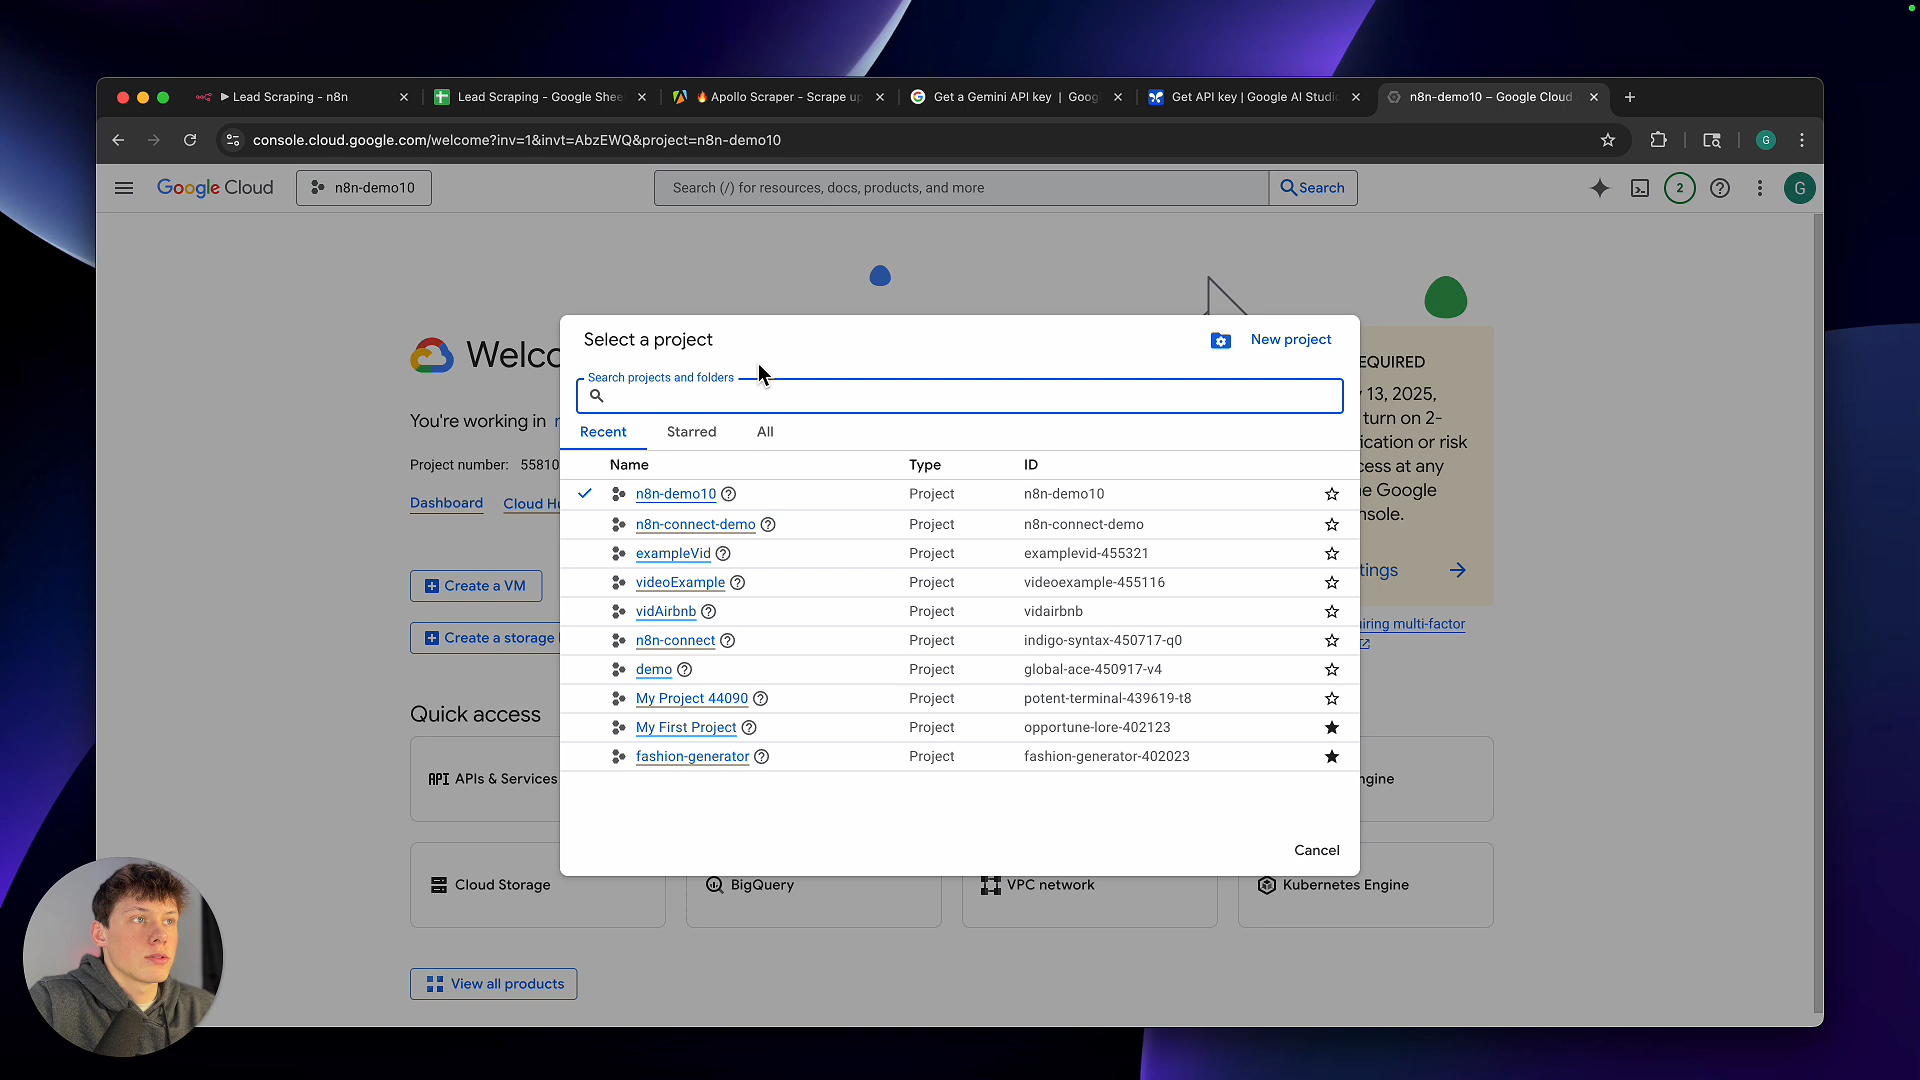 Lead Scraping - n8n
Lead Scraping - Google Shee
Apollo Scraper - Scrape up
Get a Gemini API key | Goog
Get API key | Google AI Studio
n8n-demo10 – Google Cloud
console.cloud.google.com/welcome?inv=1&invt=AbzEWQ&project=n8n-demo10
G
Google Cloud
n8n-demo10
Search (/) for resources, docs, products, and more
Search
2
G
Welco
You're working in
Project number: 55810
Dashboard
Cloud Hu
Create a VM
Create a storage
Quick access
API APIs & Services
Cloud Storage
BigQuery
VPC network
Kubernetes Engine
View all products
EQUIRED
13, 2025,
turn on 2-
ication or risk
cess at any
e Google
nsole.
tings
uiring multi-factor
ngine
Select a project
New project
Search projects and folders
Recent
Starred
All
Name Type ID
n8n-demo10 Project n8n-demo10
n8n-connect-demo Project n8n-connect-demo
exampleVid Project examplevid-455321
videoExample Project videoexample-455116
vidAirbnb Project vidairbnb
n8n-connect Project indigo-syntax-450717-q0
demo Project global-ace-450917-v4
My Project 44090 Project potent-terminal-439619-t8
My First Project Project opportune-lore-402123
fashion-generator Project fashion-generator-402023
Cancel